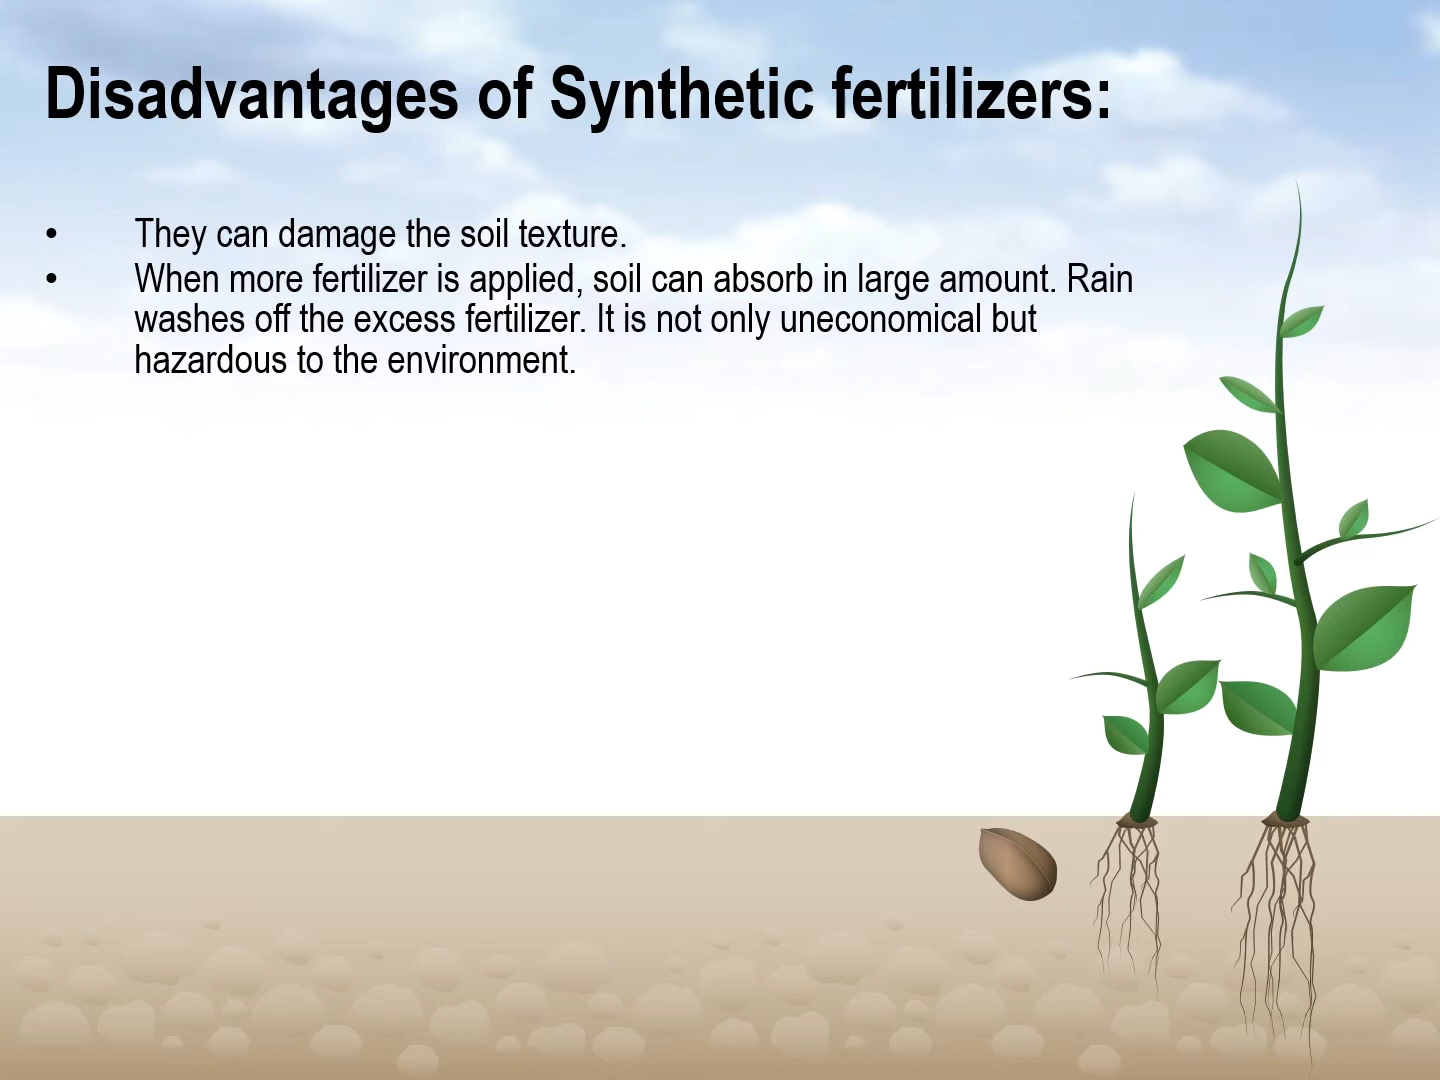 Disadvantages of Synthetic fertilizers:
• They can damage the soil texture.
• When more fertilizer is applied, soil can absorb in large amount. Rain
washes off the excess fertilizer. It is not only uneconomical but
hazardous to the environment.